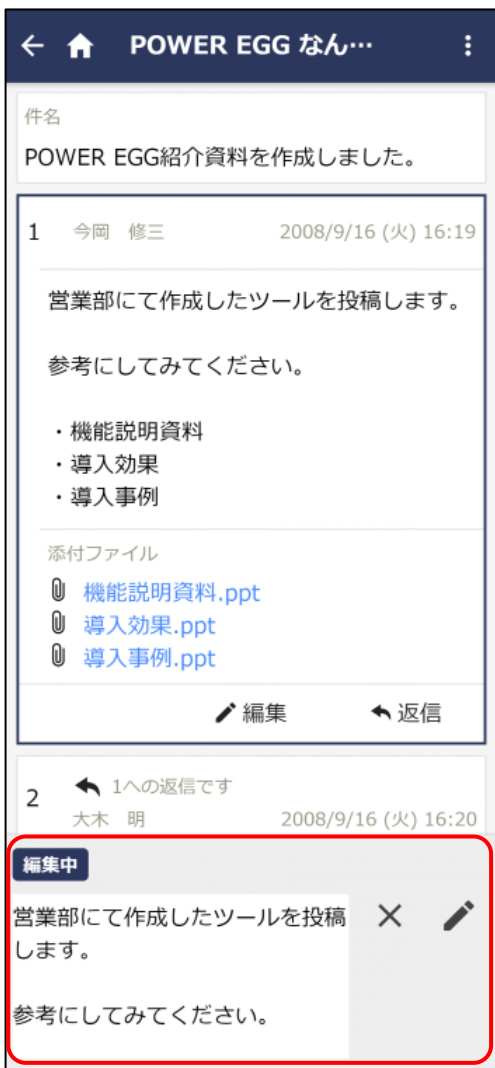 POWER EGG なん…
件名
POWER EGG紹介資料を作成しました。
1 今岡 修三 2008/9/16 (火) 16:19
営業部にて作成したツールを投稿します。
参考にしてみてください。
・機能説明資料
・導入効果
・導入事例
添付ファイル
機能説明資料.ppt
導入効果.ppt
導入事例.ppt
編集 返信
2 1への返信です
大木 明 2008/9/16 (火) 16:20
編集中
営業部にて作成したツールを投稿
します。
参考にしてみてください。